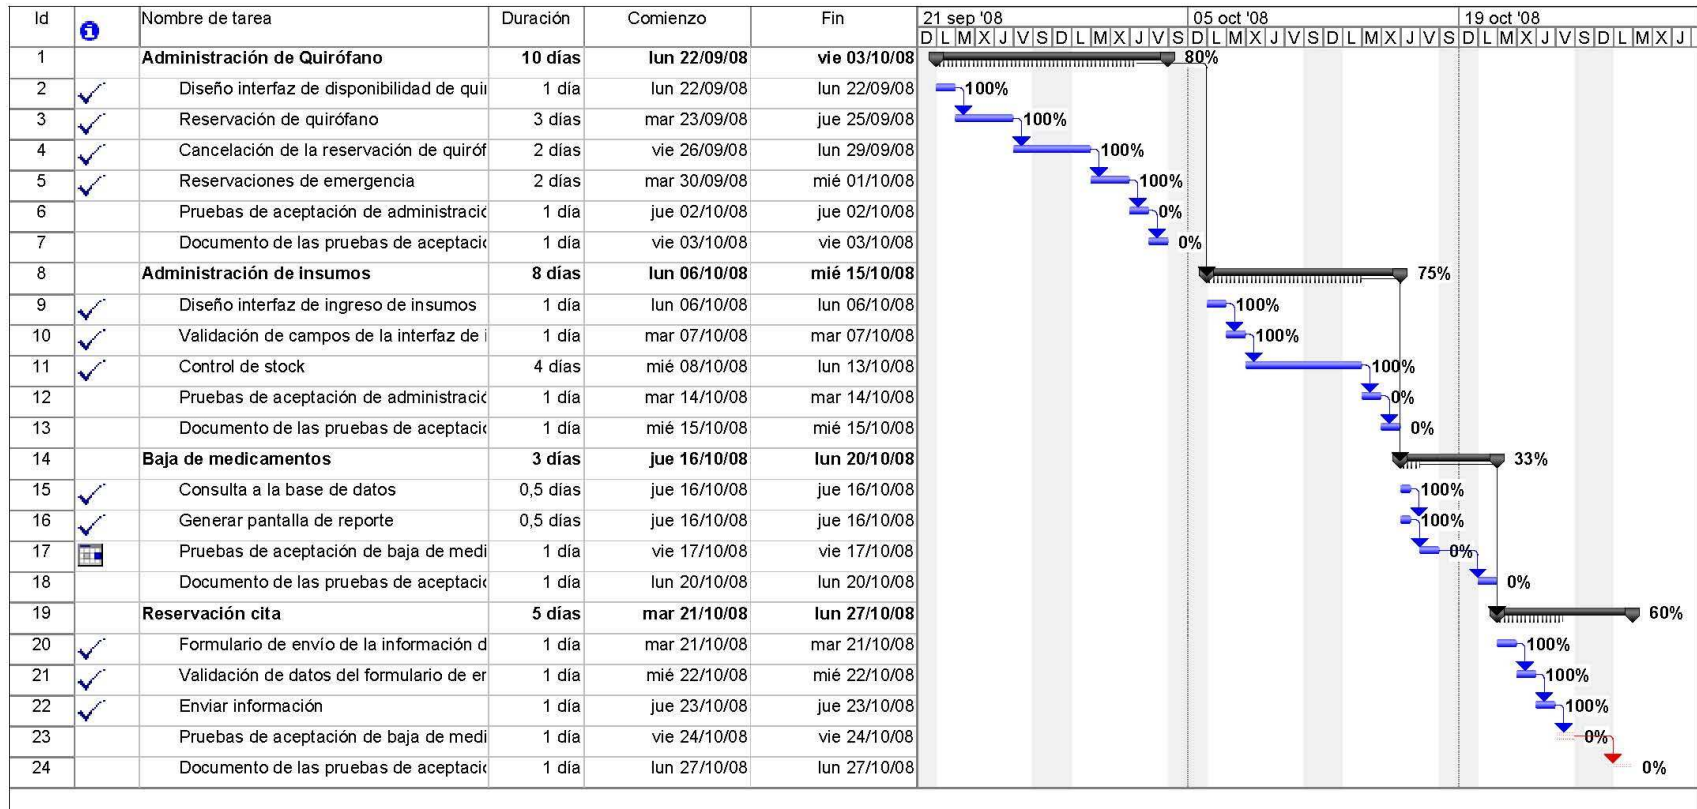 Id Nombre de tarea Duración Comienzo Fin 21 sep '08 05 oct '08 19 oct '08
D L M X J V S D L M X J V S D L M X J V S D L M X J V S D L M X J V S D L M X J
1 Administración de Quirófano 10 días lun 22/09/08 vie 03/10/08 80%
2 Diseño interfaz de disponibilidad de qui 1 día lun 22/09/08 lun 22/09/08 100%
3 Reservación de quirófano 3 días mar 23/09/08 jue 25/09/08 100%
4 Cancelación de la reservación de quiróf 2 días vie 26/09/08 lun 29/09/08 100%
5 Reservaciones de emergencia 2 días mar 30/09/08 mié 01/10/08 100%
6 Pruebas de aceptación de administraci 1 día jue 02/10/08 jue 02/10/08 0%
7 Documento de las pruebas de aceptaci 1 día vie 03/10/08 vie 03/10/08 0%
8 Administración de insumos 8 días lun 06/10/08 mié 15/10/08 75%
9 Diseño interfaz de ingreso de insumos 1 día lun 06/10/08 lun 06/10/08 100%
10 Validación de campos de la interfaz de i 1 día mar 07/10/08 mar 07/10/08 100%
11 Control de stock 4 días mié 08/10/08 lun 13/10/08 100%
12 Pruebas de aceptación de administraci 1 día mar 14/10/08 mar 14/10/08 0%
13 Documento de las pruebas de aceptaci 1 día mié 15/10/08 mié 15/10/08 0%
14 Baja de medicamentos 3 días jue 16/10/08 lun 20/10/08 33%
15 Consulta a la base de datos 0,5 días jue 16/10/08 jue 16/10/08 100%
16 Generar pantalla de reporte 0,5 días jue 16/10/08 jue 16/10/08 100%
17 Pruebas de aceptación de baja de medi 1 día vie 17/10/08 vie 17/10/08 0%
18 Documento de las pruebas de aceptaci 1 día lun 20/10/08 lun 20/10/08 0%
19 Reservación cita 5 días mar 21/10/08 lun 27/10/08 60%
20 Formulario de envío de la información d 1 día mar 21/10/08 mar 21/10/08 100%
21 Validación de datos del formulario de er 1 día mié 22/10/08 mié 22/10/08 100%
22 Enviar información 1 día jue 23/10/08 jue 23/10/08 100%
23 Pruebas de aceptación de baja de medi 1 día vie 24/10/08 vie 24/10/08 0%
24 Documento de las pruebas de aceptaci 1 día lun 27/10/08 lun 27/10/08 0%